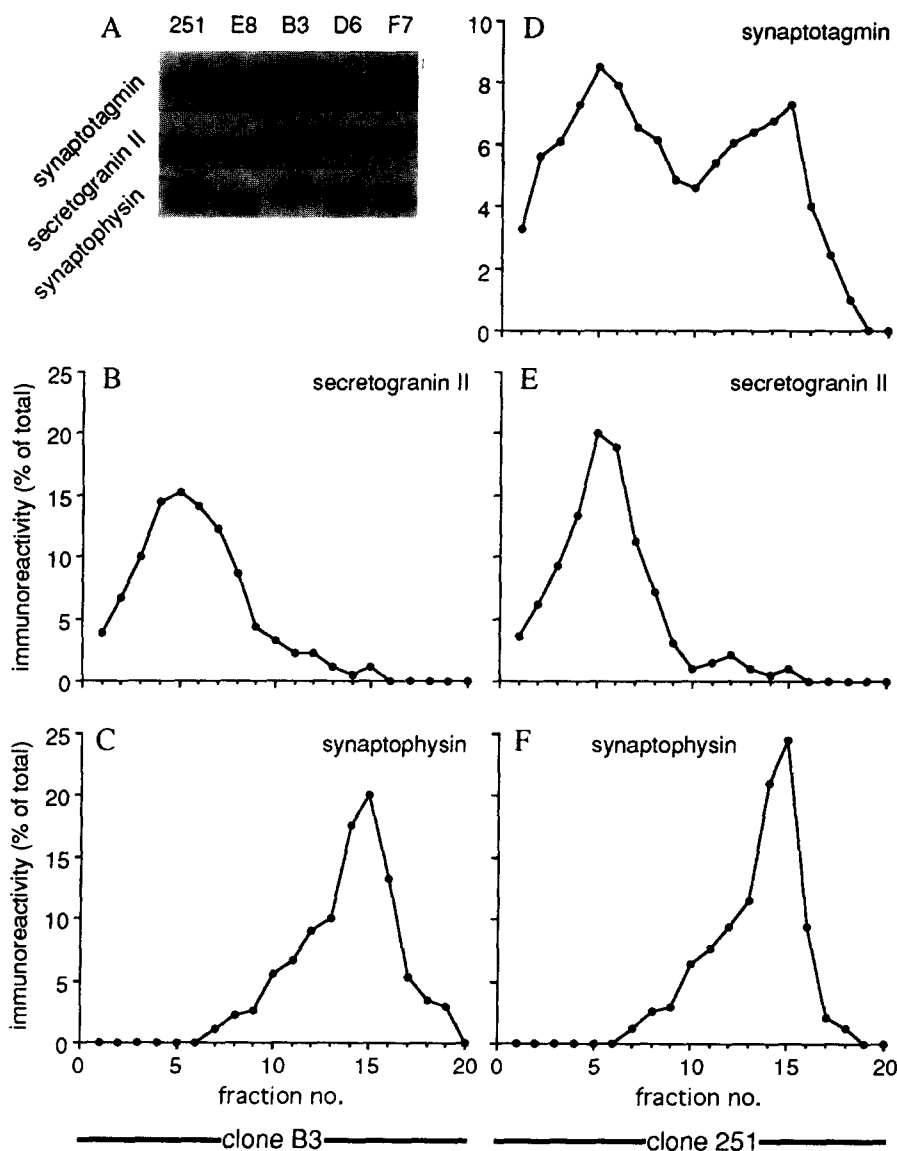 A
251 E8 B3 D6 F7
synaptotagmin
secretogranin II
synaptophysin
D
synaptotagmin
10
8
6
4
2
0
B
secretogranin II
25
20
15
10
5
0
immunoreactivity (% of total)
E
secretogranin II
C
synaptophysin
25
20
15
10
5
0
immunoreactivity (% of total)
0 5 10 15 20
fraction no.
F
synaptophysin
0 5 10 15 20
fraction no.
clone B3
clone 251